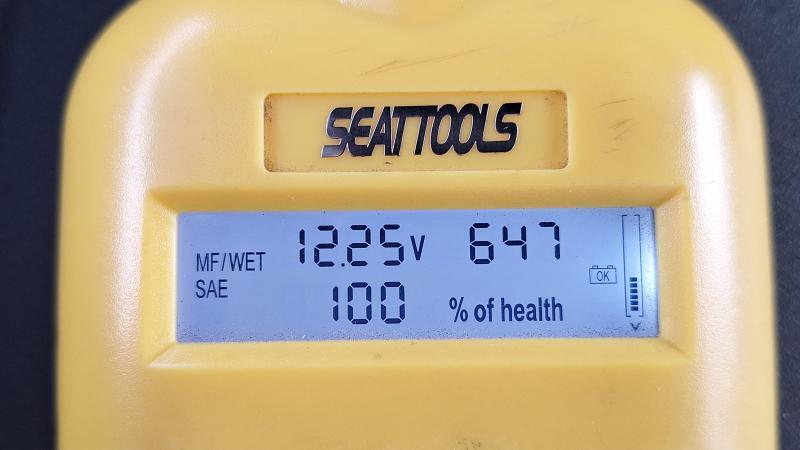 SEATTOOLS
MF/WET 12.25V 647
SAE 100 % of health
OK
V